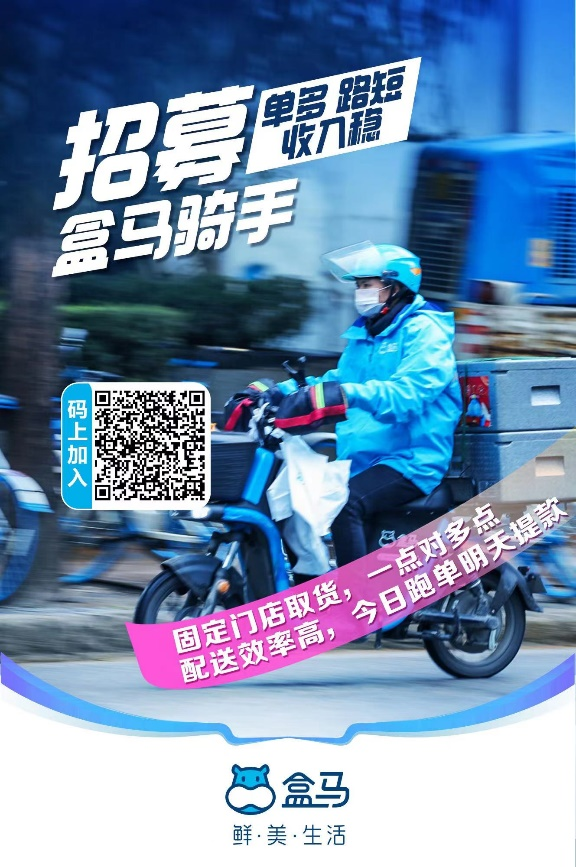 招募
单多 路短
收入稳
盒马骑手
码上加入
固定门店取货，一点对多点
配送效率高，今日跑单明天提款
盒马
鲜·美·生活